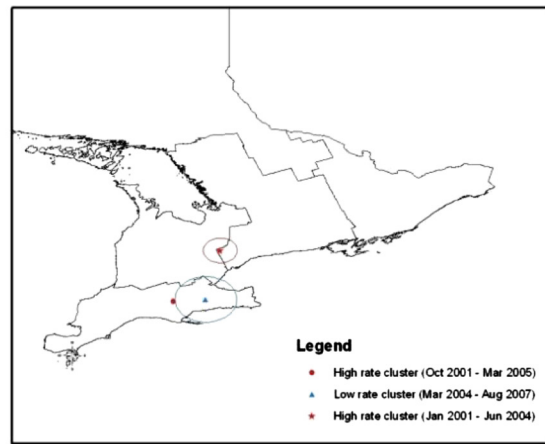 Legend
High rate cluster (Oct 2001 - Mar 2005)
Low rate cluster (Mar 2004 - Aug 2007)
High rate cluster (Jan 2001 - Jun 2004)